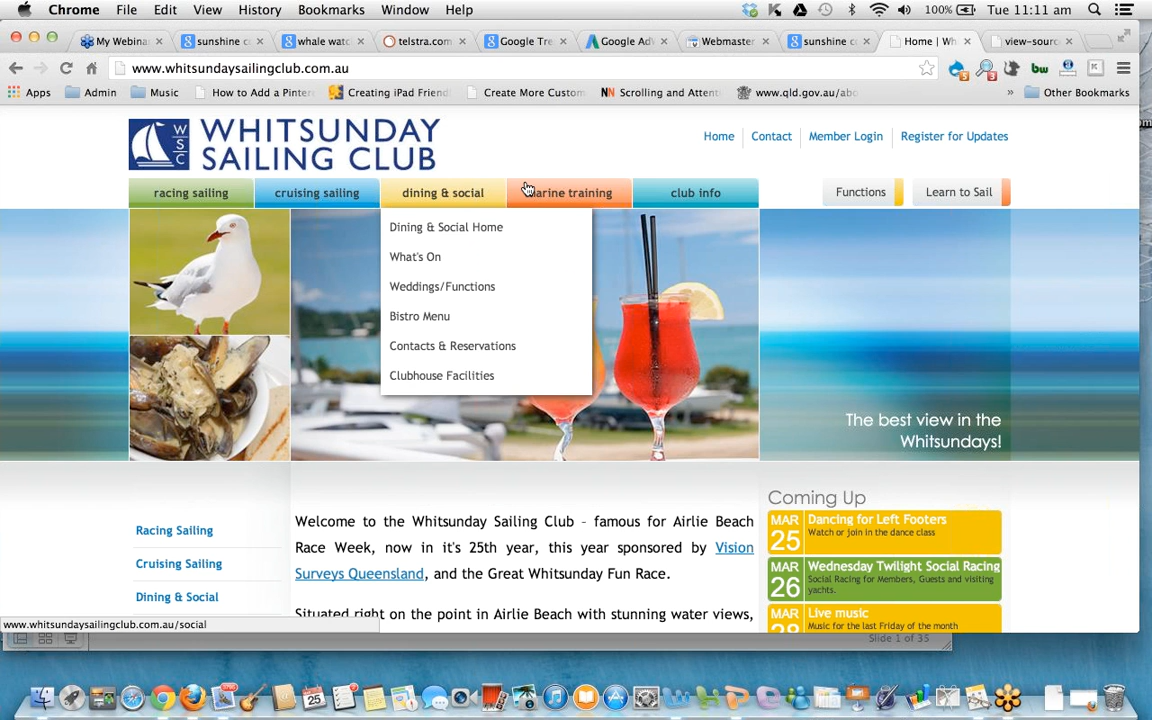 Chrome File Edit View History Bookmarks Window Help 100% Tue 11:11 am
My Webina sunshine c whale wat telstra.com Google Tre Google Ad Webmaster sunshine c Home | Wh view-sourc
www.whitsundaysailingclub.com.au
Apps Admin Music How to Add a Pinter Creating iPad Friend Create More Custom Scrolling and Attent www.qld.gov.au/abo » Other Bookmarks
WSC
WHITSUNDAY
SAILING CLUB
Home Contact Member Login Register for Updates
racing sailing cruising sailing dining & social marine training club info Functions Learn to Sail
Dining & Social Home
What's On
Weddings/Functions
Bistro Menu
Contacts & Reservations
Clubhouse Facilities
The best view in the
Whitsundays!
Coming Up
MAR 25 Dancing for Left Footers
Watch or join in the dance class
MAR 26 Wednesday Twilight Social Racing
Social Racing for Members, Guests and visiting
yachts.
MAR 28 Live music
Music for the last Friday of the month
Racing Sailing
Cruising Sailing
Dining & Social
Welcome to the Whitsunday Sailing Club - famous for Airlie Beach
Race Week, now in it's 25th year, this year sponsored by Vision
Surveys Queensland, and the Great Whitsunday Fun Race.
Situated right on the point in Airlie Beach with stunning water views,
www.whitsundaysailingclub.com.au/social
Slide 1 of 35